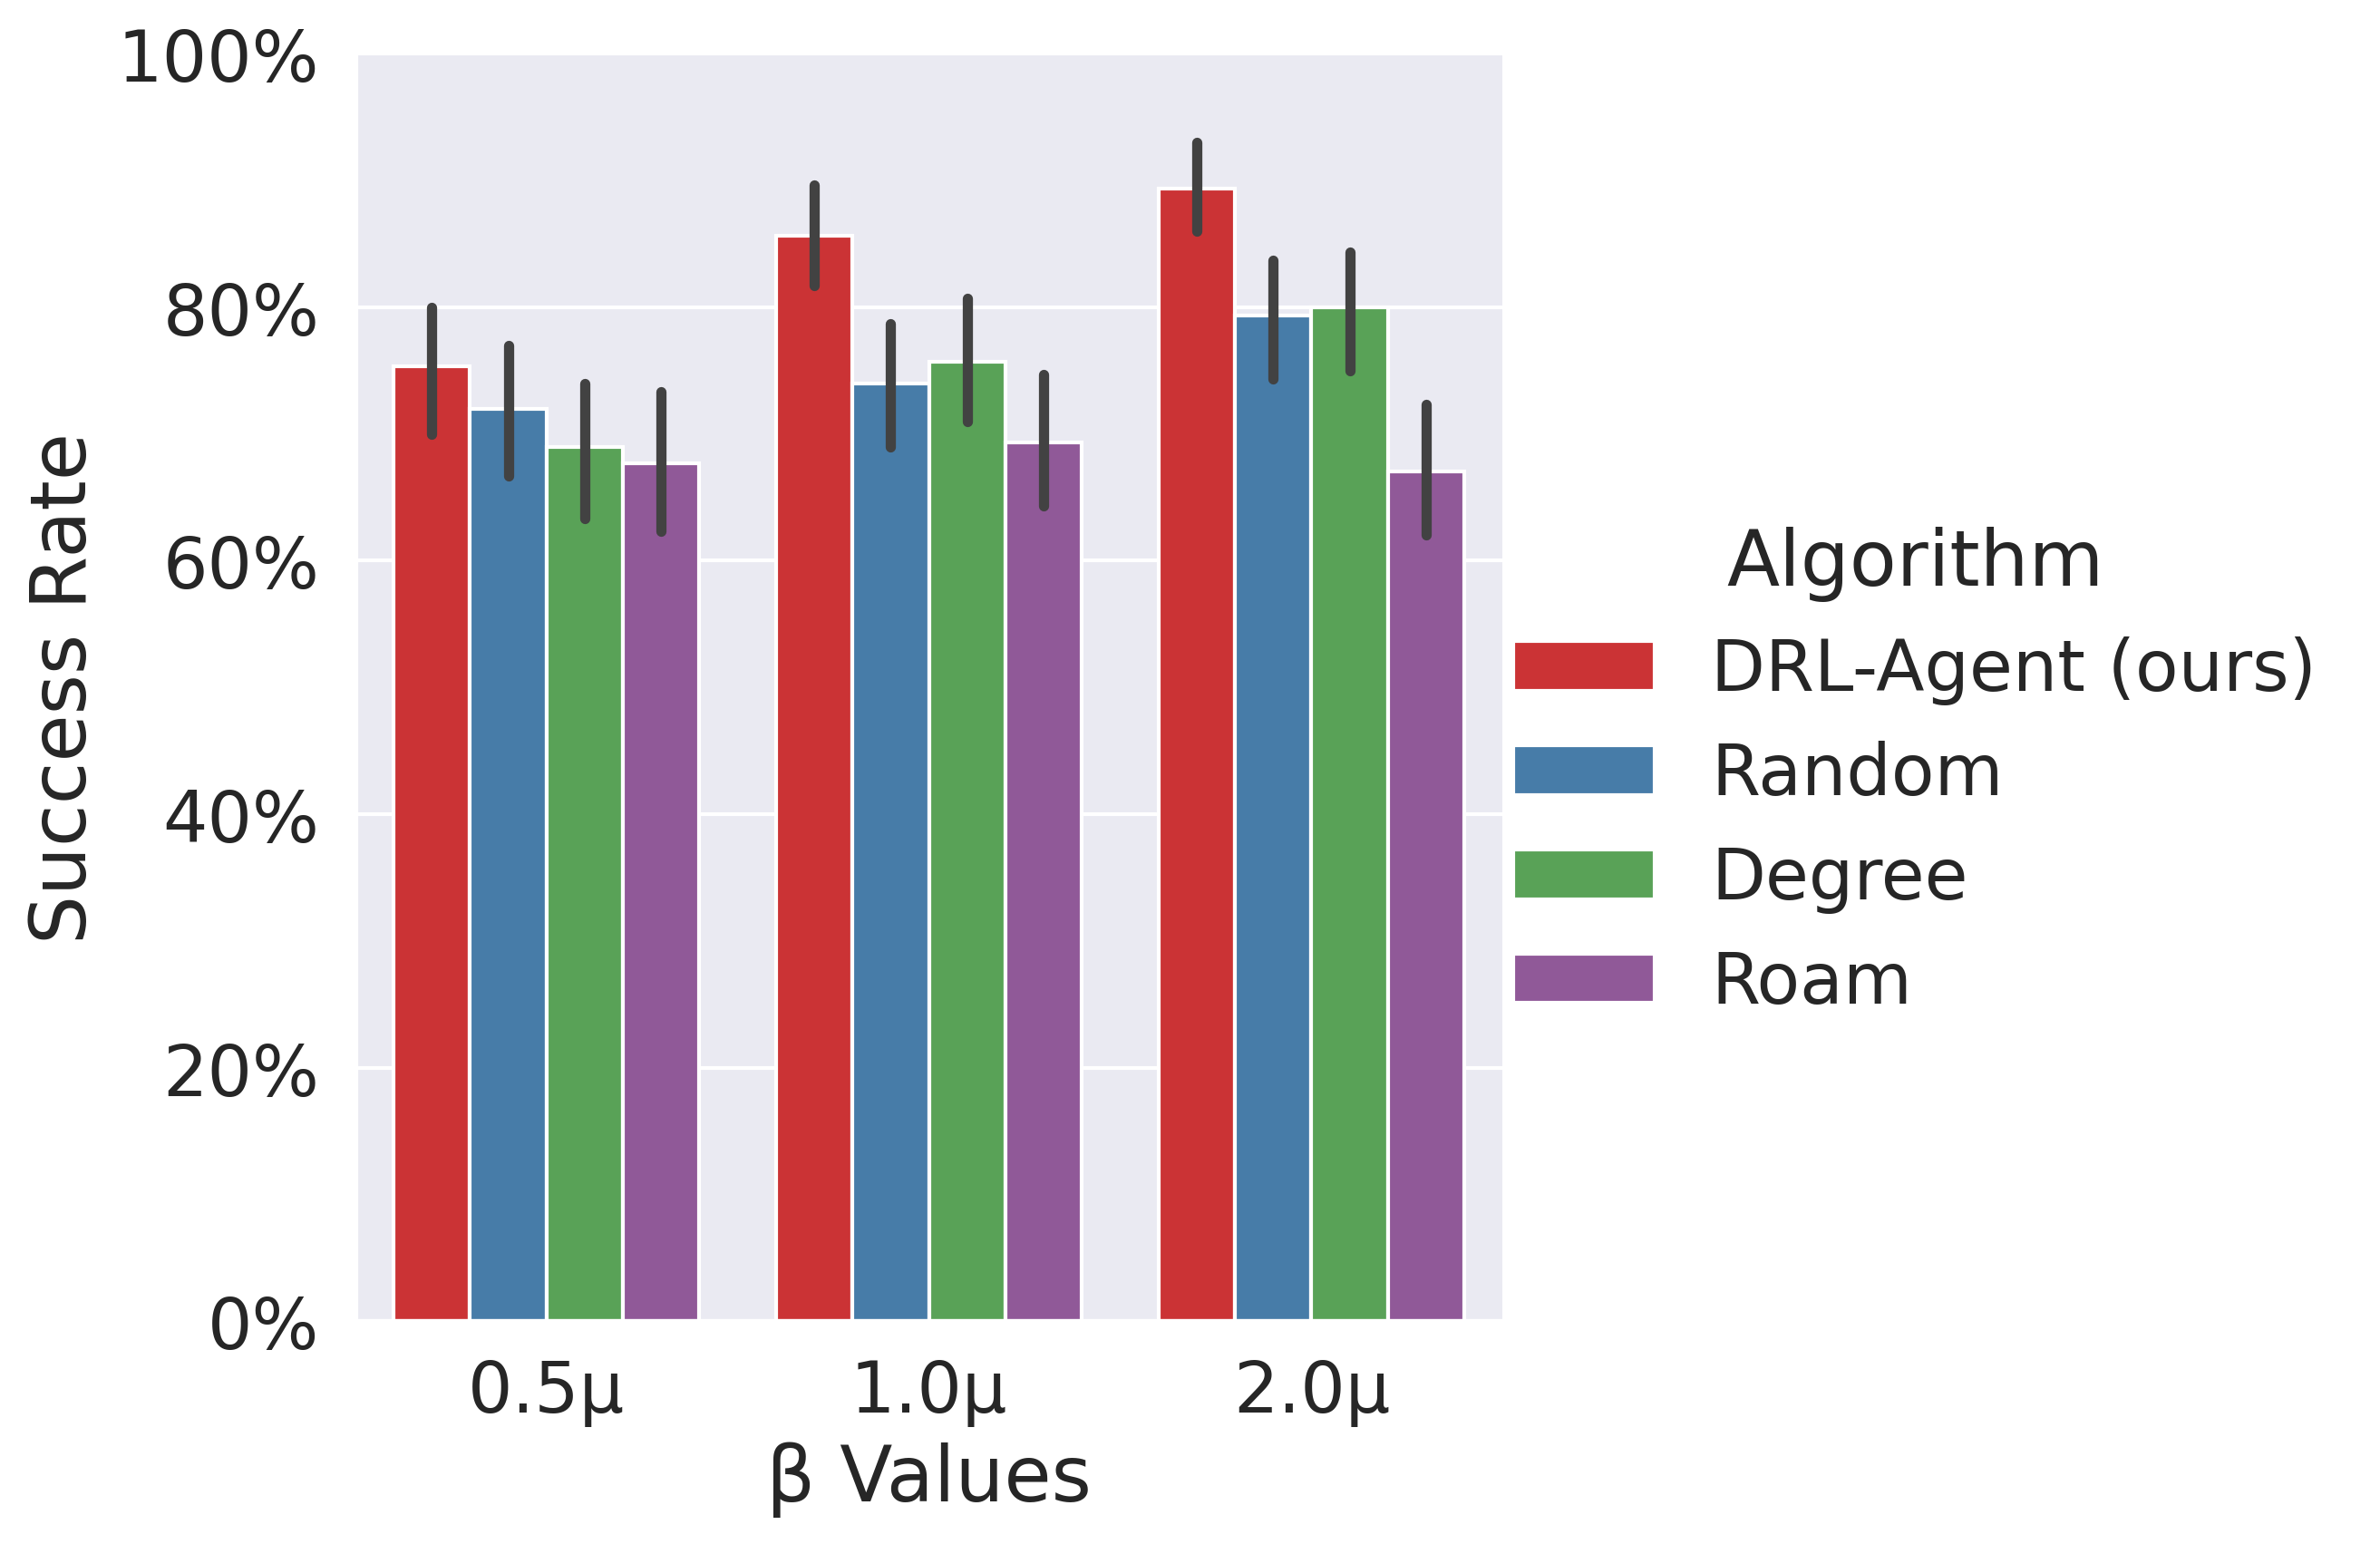 100%
80%
60%
40%
20%
0%
Success Rate
0.5μ
1.0μ
2.0μ
β Values
Algorithm
DRL-Agent (ours)
Random
Degree
Roam